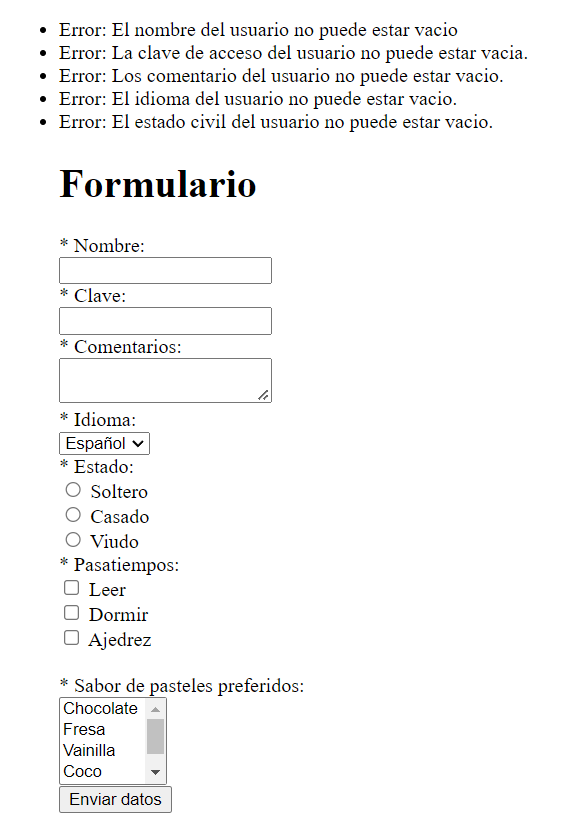 Error: El nombre del usuario no puede estar vacio
Error: La clave de acceso del usuario no puede estar vacia.
Error: Los comentario del usuario no puede estar vacio.
Error: El idioma del usuario no puede estar vacio.
Error: El estado civil del usuario no puede estar vacio.
Formulario
* Nombre:
* Clave:
* Comentarios:
* Idioma:
Español
* Estado:
Soltero
Casado
Viudo
* Pasatiempos:
Leer
Dormir
Ajedrez
* Sabor de pasteles preferidos:
Chocolate
Fresa
Vainilla
Coco
Enviar datos